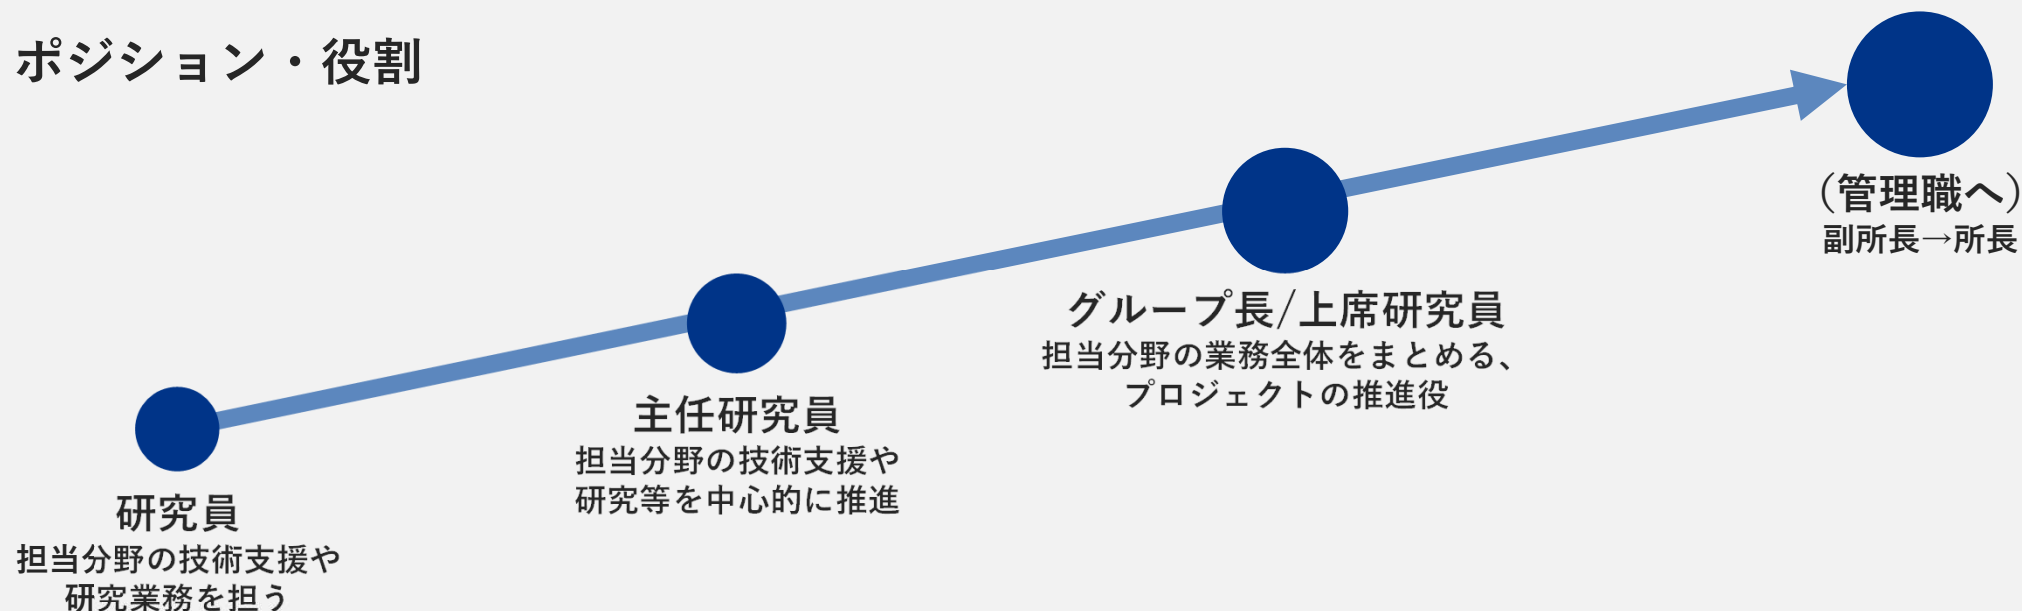 ポジション・役割
研究員
担当分野の技術支援や
研究業務を担う
主任研究員
担当分野の技術支援や
研究等を中心的に推進
グループ長/上席研究員
担当分野の業務全体をまとめる、
プロジェクトの推進役
（管理職へ）
副所長→所長